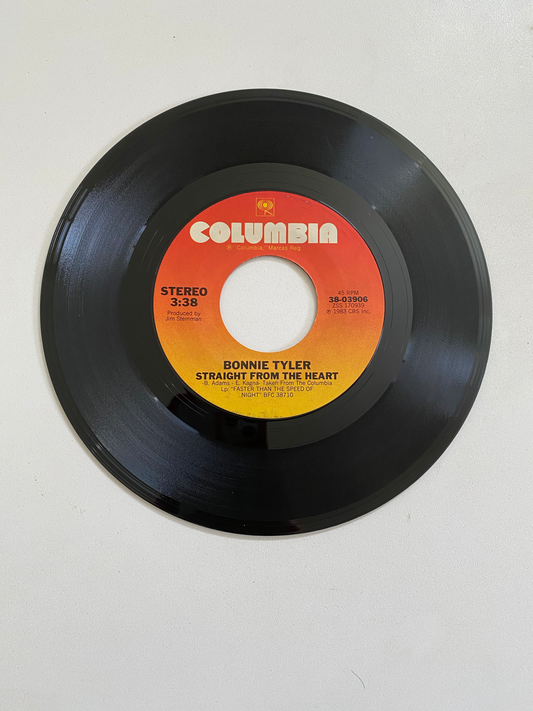 COLUMBIA
® "Columbia," Marcas Reg.
STEREO
3:38
Produced by
Jim Steinman
45 RPM
38-03906
ZSS 170939
℗ 1983 CBS Inc.
BONNIE TYLER
STRAIGHT FROM THE HEART
-B. Adams - E. Kagna- Taken From The Columbia
Lp: "FASTER THAN THE SPEED OF
NIGHT" BFC 38710